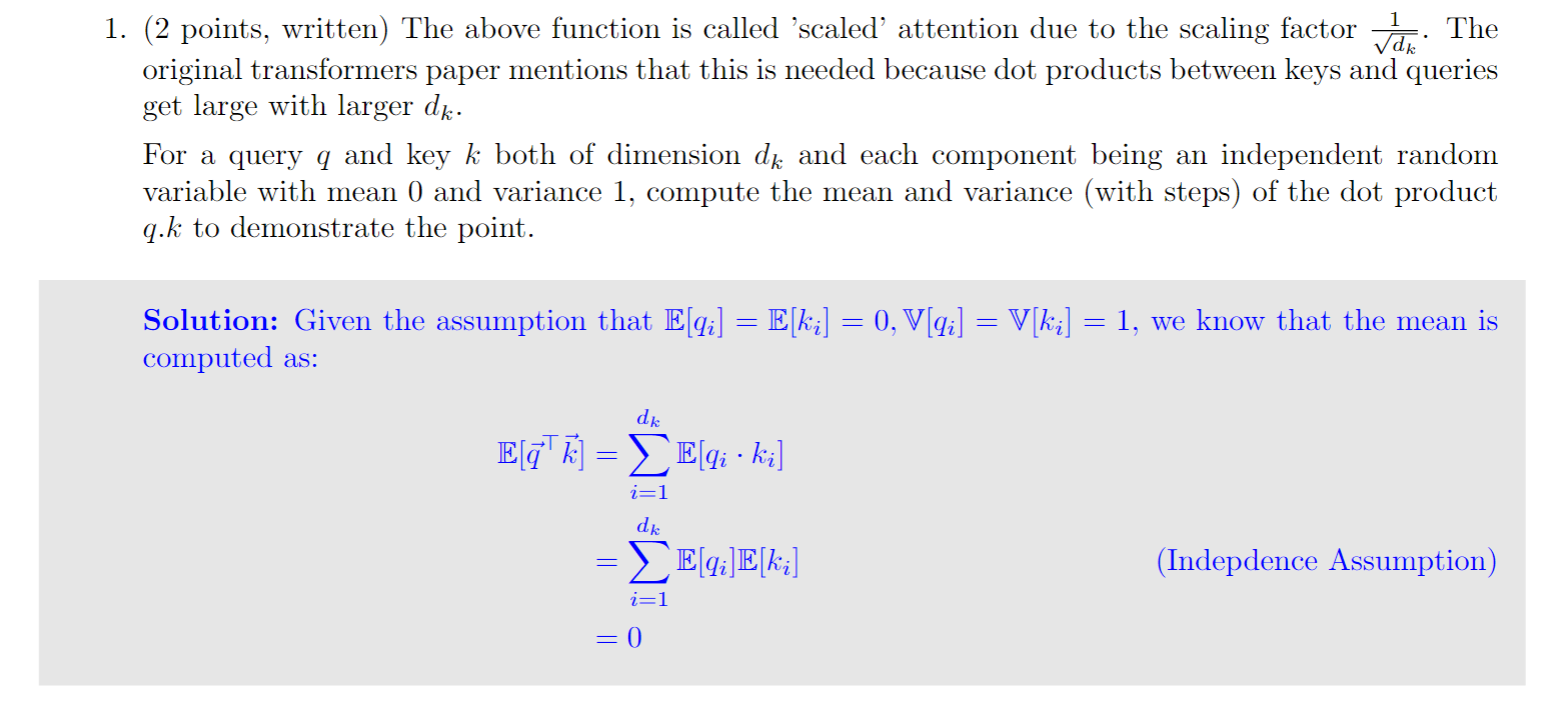 1. (2 points, written) The above function is called ’scaled’ attention due to the scaling factor $\frac{1}{\sqrt{d_k}}$. The
original transformers paper mentions that this is needed because dot products between keys and queries
get large with larger $d_k$.
For a query $q$ and key $k$ both of dimension $d_k$ and each component being an independent random
variable with mean 0 and variance 1, compute the mean and variance (with steps) of the dot product
$q.k$ to demonstrate the point.
Solution: Given the assumption that $\mathbb{E}[q_i] = \mathbb{E}[k_i] = 0, \mathbb{V}[q_i] = \mathbb{V}[k_i] = 1$, we know that the mean is
computed as:
$\mathbb{E}[\vec{q}^\top \vec{k}] = \sum_{i=1}^{d_k} \mathbb{E}[q_i \cdot k_i]$
$= \sum_{i=1}^{d_k} \mathbb{E}[q_i]\mathbb{E}[k_i]$ (Indepdence Assumption)
$= 0$